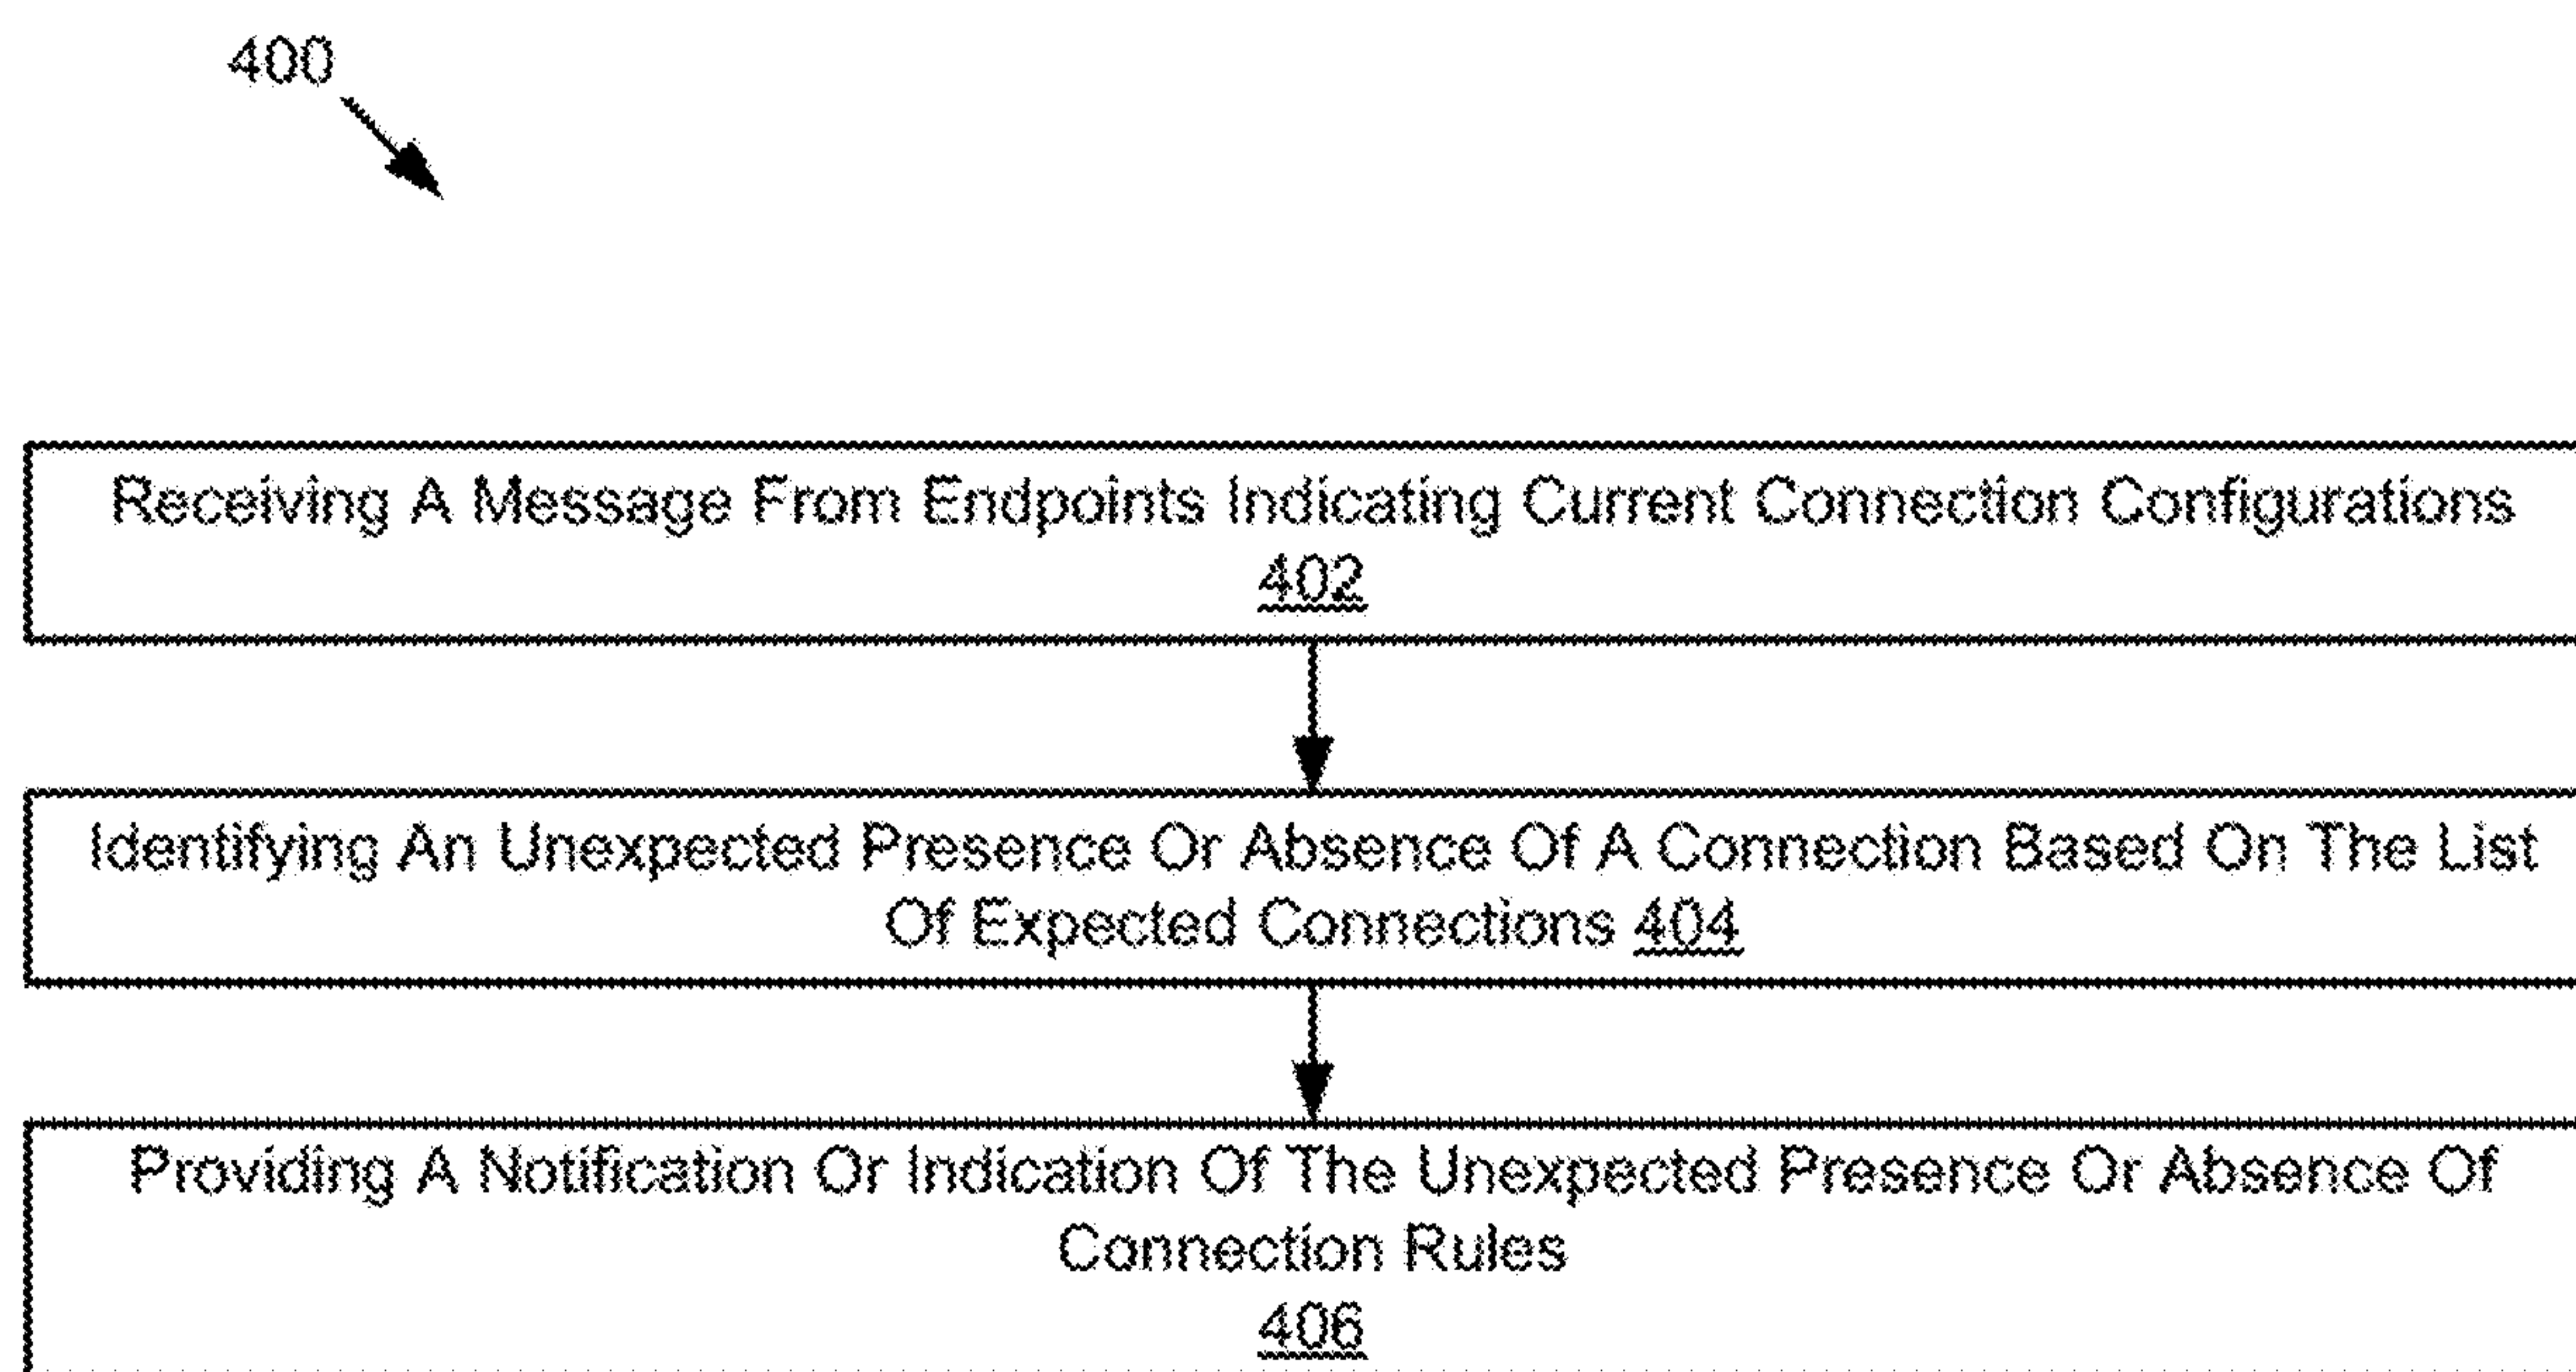 400
Receiving A Message From Endpoints Indicating Current Connection Configurations
402
Identifying An Unexpected Presence Or Absence Of A Connection Based On The List
Of Expected Connections 404
Providing A Notification Or Indication Of The Unexpected Presence Or Absence Of
Connection Rules
406